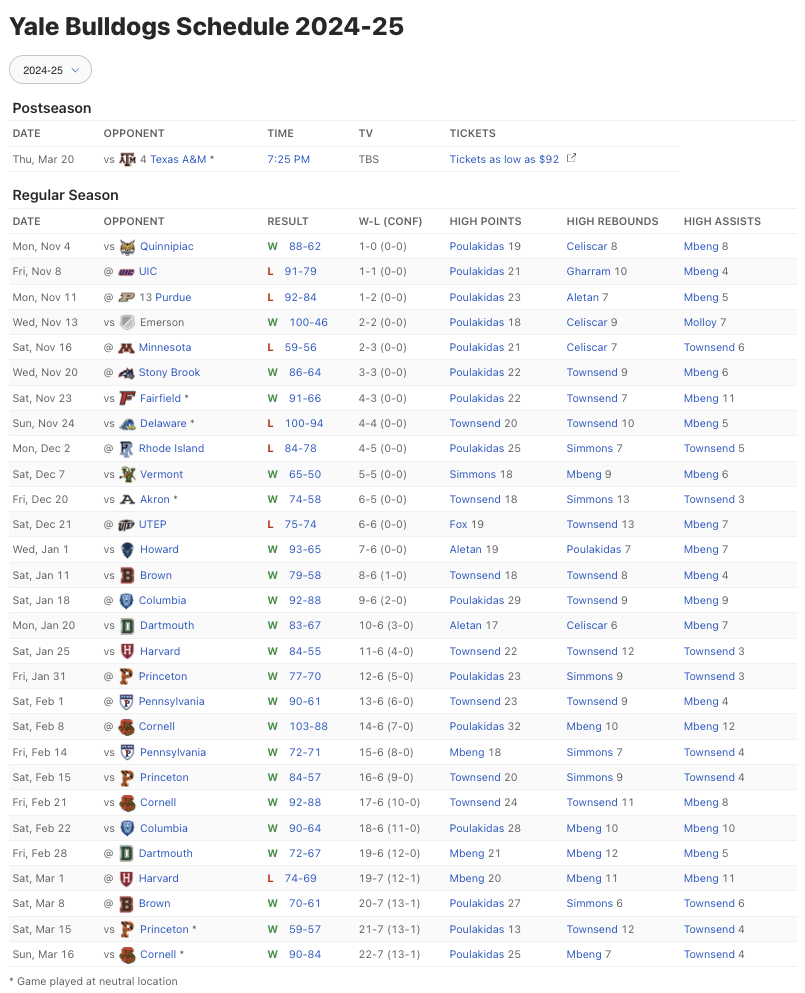 Yale Bulldogs Schedule 2024-25
2024-25
Postseason
DATE OPPONENT TIME TV TICKETS
Thu, Mar 20 vs 4 Texas A&M * 7:25 PM TBS Tickets as low as $92
Regular Season
DATE OPPONENT RESULT W-L (CONF) HIGH POINTS HIGH REBOUNDS HIGH ASSISTS
Mon, Nov 4 vs Quinnipiac W 88-62 1-0 (0-0) Poulakidas 19 Celiscar 8 Mbeng 8
Fri, Nov 8 @ UIC L 91-79 1-1 (0-0) Poulakidas 21 Gharram 10 Mbeng 4
Mon, Nov 11 @ 13 Purdue L 92-84 1-2 (0-0) Poulakidas 23 Aletan 7 Mbeng 5
Wed, Nov 13 vs Emerson W 100-46 2-2 (0-0) Poulakidas 18 Celiscar 9 Molloy 7
Sat, Nov 16 @ Minnesota L 59-56 2-3 (0-0) Poulakidas 21 Celiscar 7 Townsend 6
Wed, Nov 20 @ Stony Brook W 86-64 3-3 (0-0) Poulakidas 22 Townsend 9 Mbeng 6
Sat, Nov 23 vs Fairfield * W 91-66 4-3 (0-0) Poulakidas 22 Townsend 7 Mbeng 11
Sun, Nov 24 vs Delaware * L 100-94 4-4 (0-0) Townsend 20 Townsend 10 Mbeng 5
Mon, Dec 2 @ Rhode Island L 84-78 4-5 (0-0) Poulakidas 25 Simmons 7 Townsend 5
Sat, Dec 7 vs Vermont W 65-50 5-5 (0-0) Simmons 18 Mbeng 9 Mbeng 6
Fri, Dec 20 vs Akron * W 74-58 6-5 (0-0) Townsend 18 Simmons 13 Townsend 3
Sat, Dec 21 @ UTEP L 75-74 6-6 (0-0) Fox 19 Townsend 13 Mbeng 7
Wed, Jan 1 vs Howard W 93-65 7-6 (0-0) Aletan 19 Poulakidas 7 Mbeng 7
Sat, Jan 11 vs Brown W 79-58 8-6 (1-0) Townsend 18 Townsend 8 Mbeng 4
Sat, Jan 18 @ Columbia W 92-88 9-6 (2-0) Poulakidas 29 Townsend 9 Mbeng 9
Mon, Jan 20 vs Dartmouth W 83-67 10-6 (3-0) Aletan 17 Celiscar 6 Mbeng 7
Sat, Jan 25 vs Harvard W 84-55 11-6 (4-0) Townsend 22 Townsend 12 Townsend 3
Fri, Jan 31 @ Princeton W 77-70 12-6 (5-0) Poulakidas 23 Simmons 9 Townsend 3
Sat, Feb 1 @ Pennsylvania W 90-61 13-6 (6-0) Townsend 23 Townsend 9 Mbeng 4
Sat, Feb 8 @ Cornell W 103-88 14-6 (7-0) Poulakidas 32 Mbeng 10 Mbeng 12
Fri, Feb 14 vs Pennsylvania W 72-71 15-6 (8-0) Mbeng 18 Simmons 7 Townsend 4
Sat, Feb 15 vs Princeton W 84-57 16-6 (9-0) Townsend 20 Simmons 9 Townsend 4
Fri, Feb 21 vs Cornell W 92-88 17-6 (10-0) Townsend 24 Townsend 11 Mbeng 8
Sat, Feb 22 vs Columbia W 90-64 18-6 (11-0) Poulakidas 28 Mbeng 10 Mbeng 10
Fri, Feb 28 @ Dartmouth W 72-67 19-6 (12-0) Mbeng 21 Mbeng 12 Mbeng 5
Sat, Mar 1 @ Harvard L 74-69 19-7 (12-1) Mbeng 20 Mbeng 11 Mbeng 11
Sat, Mar 8 @ Brown W 70-61 20-7 (13-1) Poulakidas 27 Simmons 6 Townsend 6
Sat, Mar 15 vs Princeton * W 59-57 21-7 (13-1) Poulakidas 13 Townsend 12 Townsend 4
Sun, Mar 16 vs Cornell * W 90-84 22-7 (13-1) Poulakidas 25 Mbeng 7 Townsend 4
* Game played at neutral location